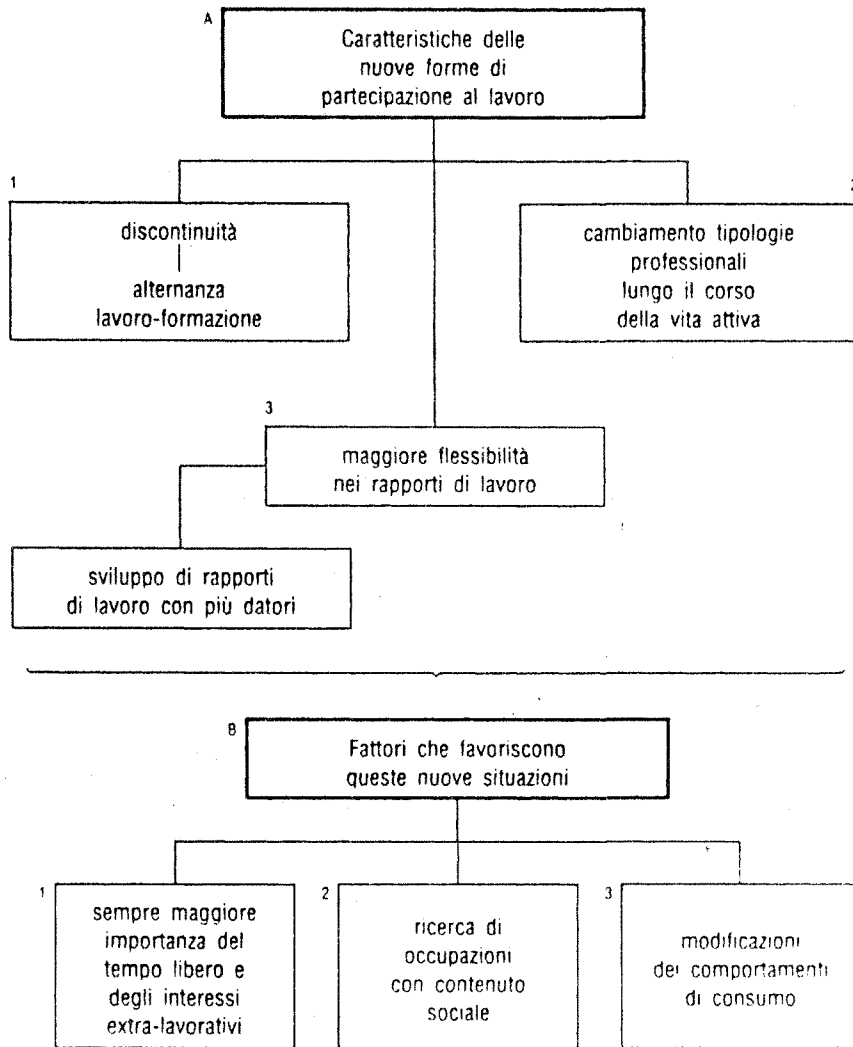 A
Caratteristiche delle
nuove forme di
partecipazione al lavoro
1
discontinuità
alternanza
lavoro-formazione
cambiamento tipologie
professionali
lungo il corso
della vita attiva
3
maggiore flessibilità
nei rapporti di lavoro
sviluppo di rapporti
di lavoro con più datori
B
Fattori che favoriscono
queste nuove situazioni
1
sempre maggiore
importanza del
tempo libero e
degli interessi
extra-lavorativi
2
ricerca di
occupazioni
con contenuto
sociale
3
modificazioni
dei comportamenti
di consumo